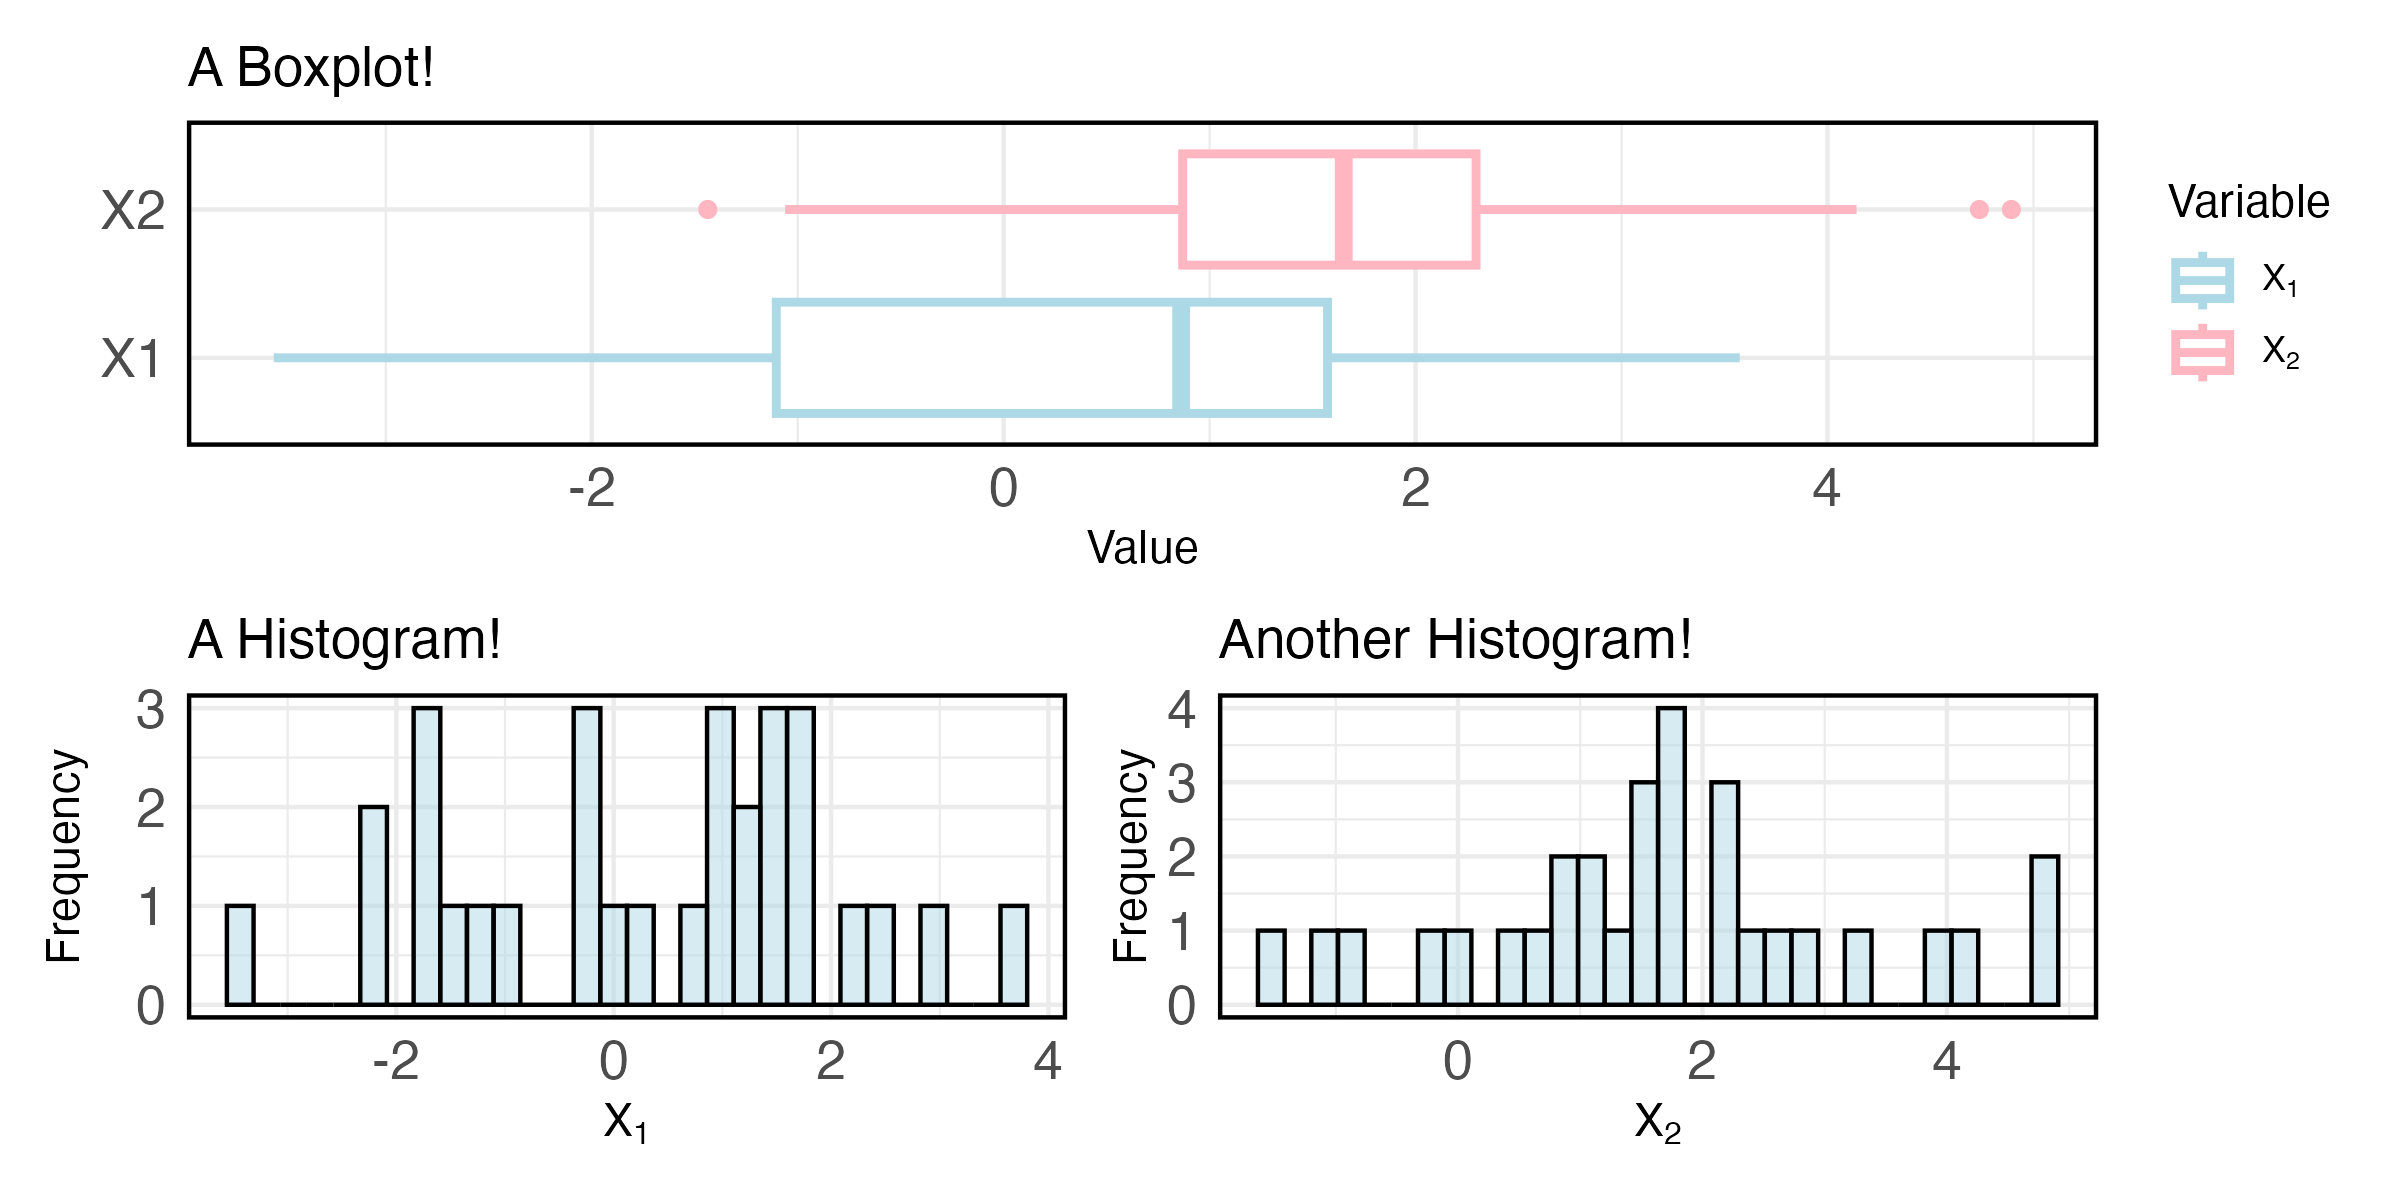 A Boxplot!
X2
X1
-2 0 2 4
Value
Variable
X₁
X₂
A Histogram!
Frequency
3
2
1
0
-2 0 2 4
X₁
Another Histogram!
Frequency
4
3
2
1
0
0 2 4
X₂